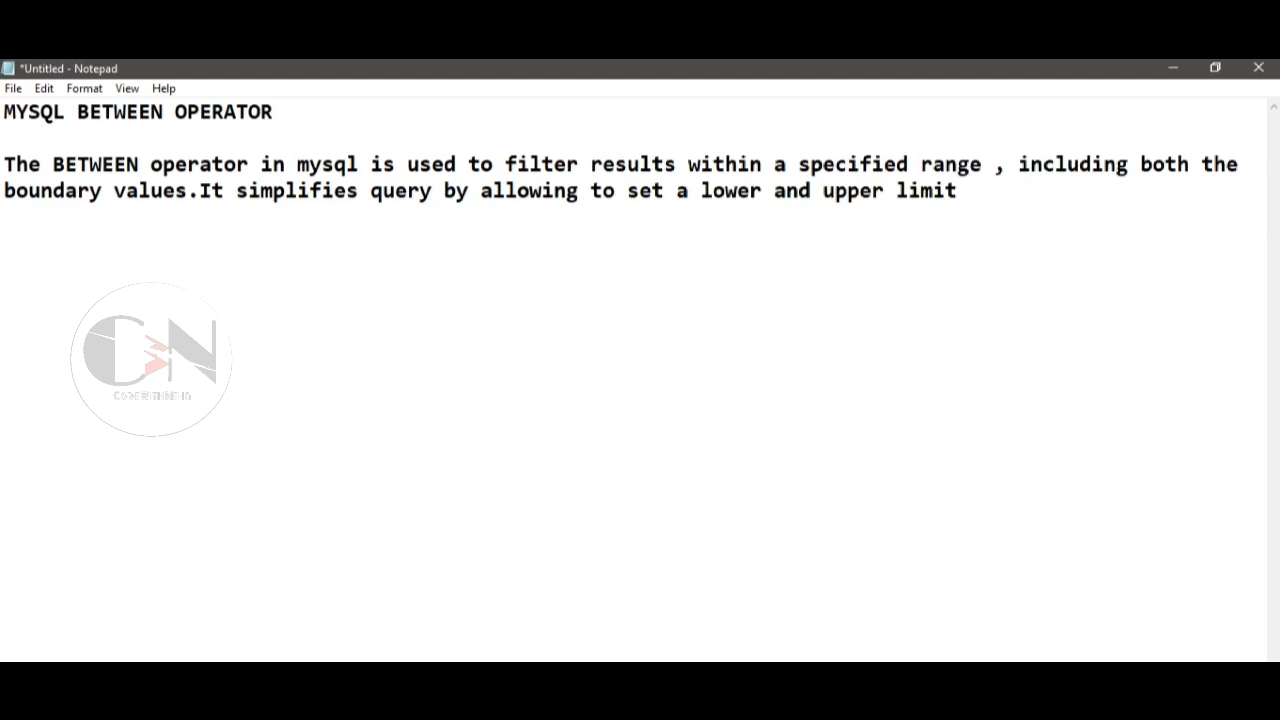 *Untitled - Notepad
File Edit Format View Help
MYSQL BETWEEN OPERATOR
The BETWEEN operator in mysql is used to filter results within a specified range , including both the
boundary values.It simplifies query by allowing to set a lower and upper limit